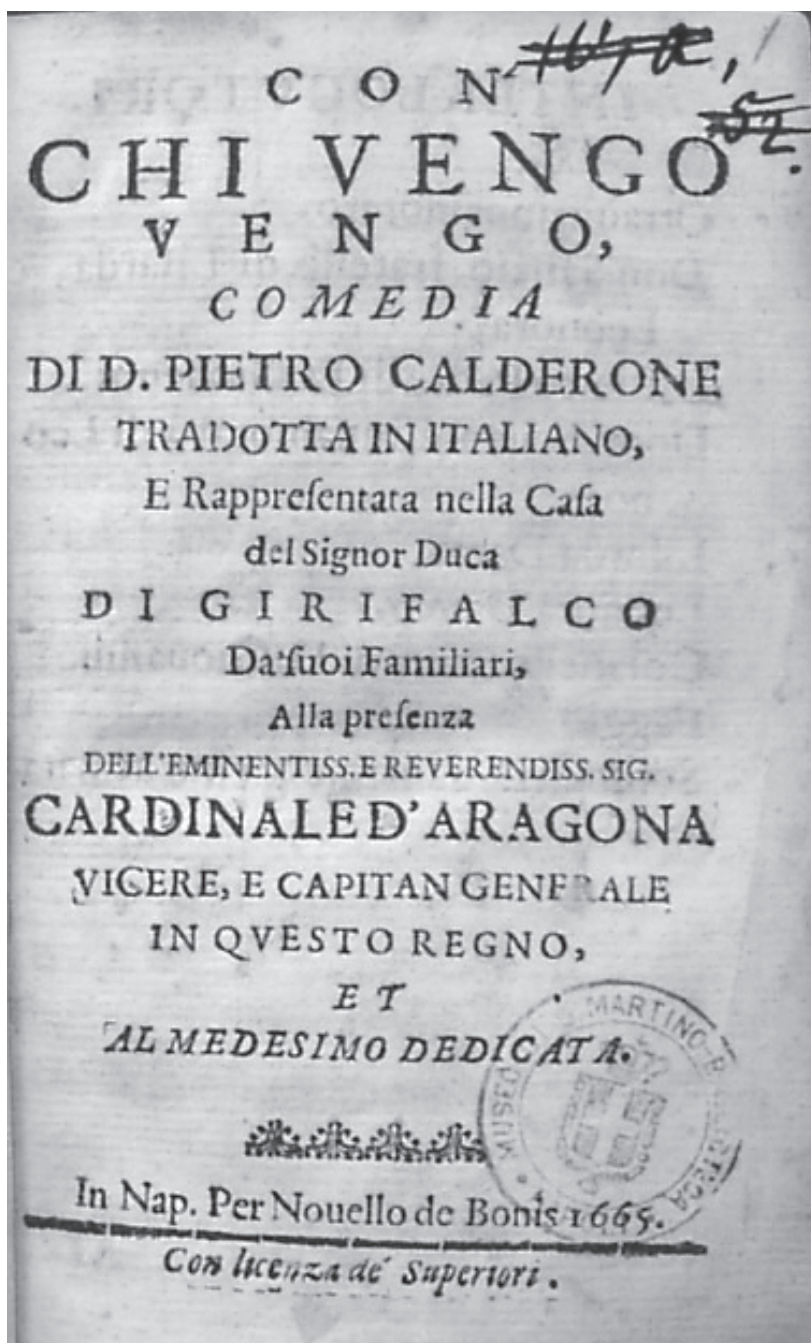 CON
CHI VENGO
VENGO,
COMEDIA
DI D. PIETRO CALDERONE
TRADOTTA IN ITALIANO,
E Rappreſentata nella Caſa
del Signor Duca
DI GIRIFALCO
Da'ſuoi Familiari,
Alla preſenza
DELL'EMINENTISS. E REVERENDISS. SIG.
CARDINALE D'ARAGONA
VICERE, E CAPITAN GENERALE
IN QVESTO REGNO,
ET
AL MEDESIMO DEDICATA.
MUSEO MARTINO
In Nap. Per Nouello de Bonis 1665.
Con licenza de' Superiori.